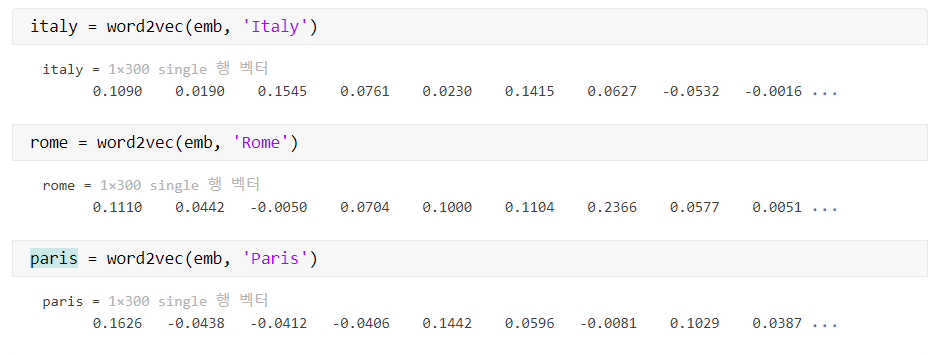 italy = word2vec(emb, 'Italy')
italy = 1×300 single 행 벡터
0.1090 0.0190 0.1545 0.0761 0.0230 0.1415 0.0627 -0.0532 -0.0016 ...
rome = word2vec(emb, 'Rome')
rome = 1×300 single 행 벡터
0.1110 0.0442 -0.0050 0.0704 0.1000 0.1104 0.2366 0.0577 0.0051 ...
paris = word2vec(emb, 'Paris')
paris = 1×300 single 행 벡터
0.1626 -0.0438 -0.0412 -0.0406 0.1442 0.0596 -0.0081 0.1029 0.0387 ...